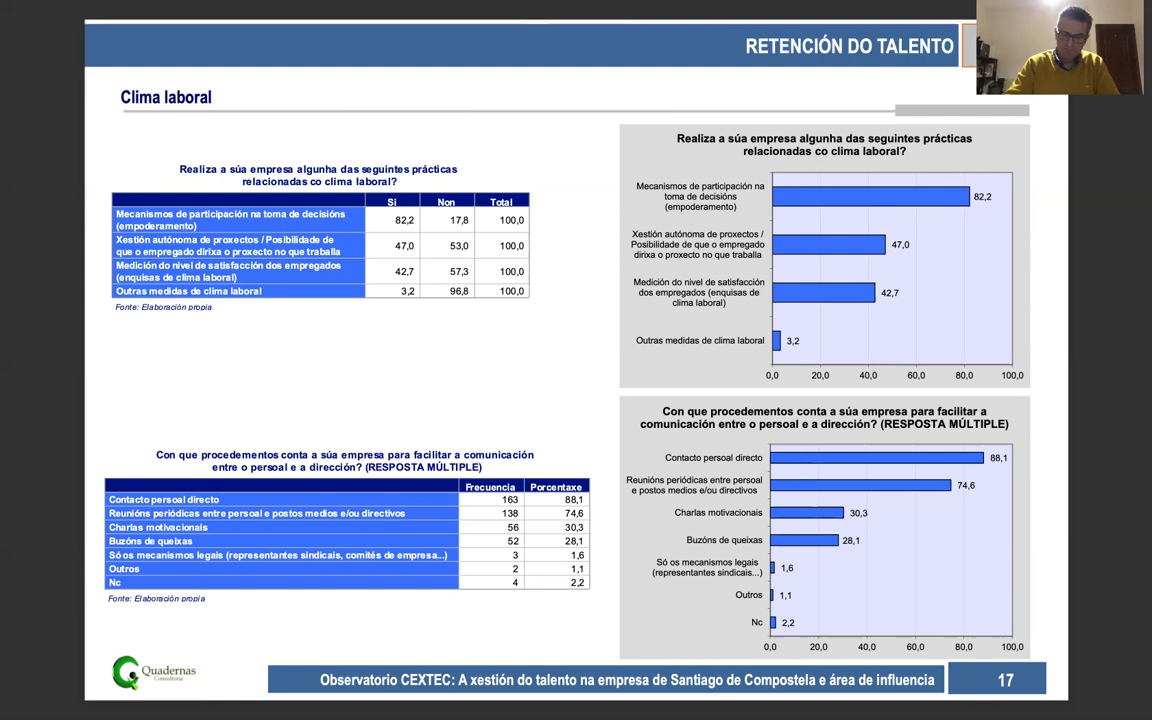 RETENCIÓN DO TALENTO
Clima laboral
Realiza a súa empresa algunha das seguintes prácticas
relacionadas co clima laboral?
Si Non Total
Mecanismos de participación na toma de decisións
(empoderamento) 82,2 17,8 100,0
Xestión autónoma de proxectos / Posibilidade de
que o empregado dirixa o proxecto no que traballa 47,0 53,0 100,0
Medición do nivel de satisfacción dos empregados
(enquisas de clima laboral) 42,7 57,3 100,0
Outras medidas de clima laboral 3,2 96,8 100,0
Fonte: Elaboración propia
Realiza a súa empresa algunha das seguintes prácticas
relacionadas co clima laboral?
Mecanismos de participación na
toma de decisións
(empoderamento)
82,2
Xestión autónoma de proxectos /
Posibilidade de que o empregado
dirixa o proxecto no que traballa
47,0
Medición do nivel de satisfacción
dos empregados (enquisas de
clima laboral)
42,7
Outras medidas de clima laboral
3,2
0,0 20,0 40,0 60,0 80,0 100,0
Con que procedementos conta a súa empresa para facilitar a comunicación
entre o persoal e a dirección? (RESPOSTA MÚLTIPLE)
Frecuencia Porcentaxe
Contacto persoal directo 163 88,1
Reunións periódicas entre persoal e postos medios e/ou directivos 138 74,6
Charlas motivacionais 56 30,3
Buzóns de queixas 52 28,1
Só os mecanismos legais (representantes sindicais, comités de empresa...) 3 1,6
Outros 2 1,1
Nc 4 2,2
Fonte: Elaboración propia
Con que procedementos conta a súa empresa para facilitar a
comunicación entre o persoal e a dirección? (RESPOSTA MÚLTIPLE)
Contacto persoal directo
88,1
Reunións periódicas entre persoal
e postos medios e/ou directivos
74,6
Charlas motivacionais
30,3
Buzóns de queixas
28,1
Só os mecanismos legais
(representantes sindicais...)
1,6
Outros
1,1
Nc
2,2
0,0 20,0 40,0 60,0 80,0 100,0
Quadernas
Consultoría
Observatorio CEXTEC: A xestión do talento na empresa de Santiago de Compostela e área de influencia
17